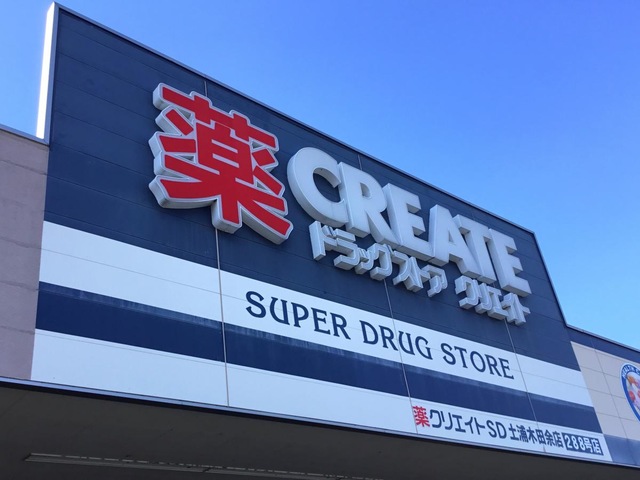 薬 CREATE
ドラッグストア クリエイト
SUPER DRUG STORE
薬クリエイトSD土浦木田余店288号店